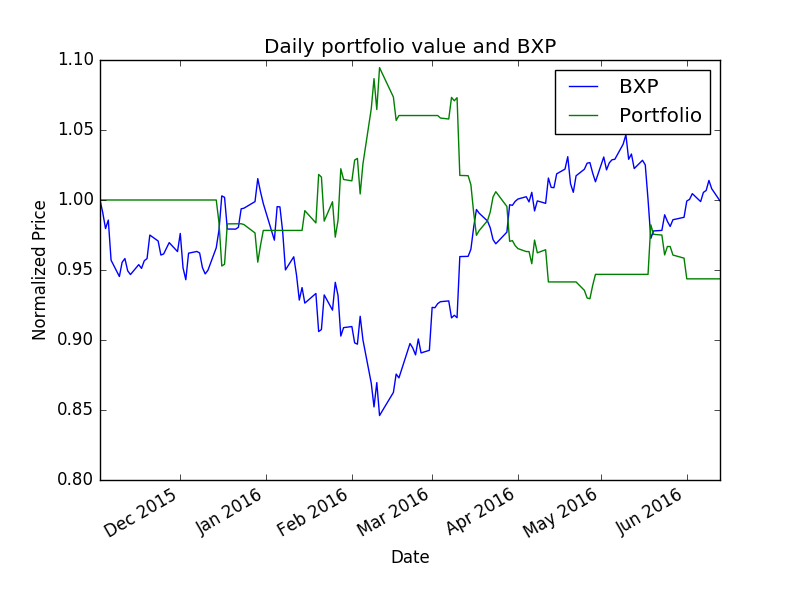 Daily portfolio value and BXP
1.10
1.05
1.00
0.95
0.90
0.85
0.80
Normalized Price
BXP
Portfolio
Dec 2015
Jan 2016
Feb 2016
Mar 2016
Apr 2016
May 2016
Jun 2016
Date